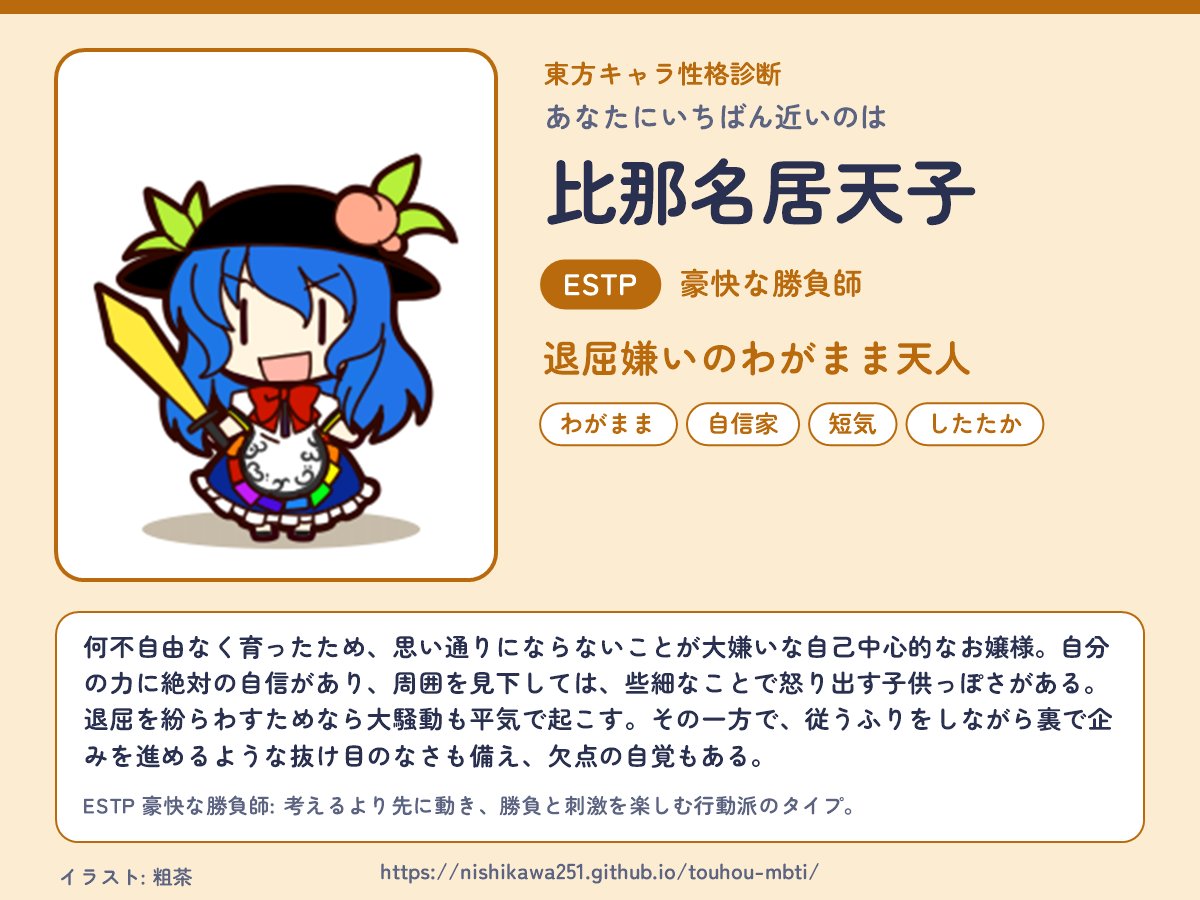 東方キャラ性格診断
あなたにいちばん近いのは
比那名居天子
ESTP 豪快な勝負師
退屈嫌いのわがまま天人
わがまま 自信家 短気 したたか
何不自由なく育ったため、思い通りにならないことが大嫌いな自己中心的なお嬢様。自分
の力に絶対の自信があり、周囲を見下しては、些細なことで怒り出す子供っぽさがある。
退屈を紛らわすためなら大騒動も平気で起こす。その一方で、従うふりをしながら裏で企
みを進めるような抜け目のなさも備え、欠点の自覚もある。
ESTP 豪快な勝負師: 考えるより先に動き、勝負と刺激を楽しむ行動派のタイプ。
イラスト: 粗茶
https://nishikawa251.github.io/touhou-mbti/